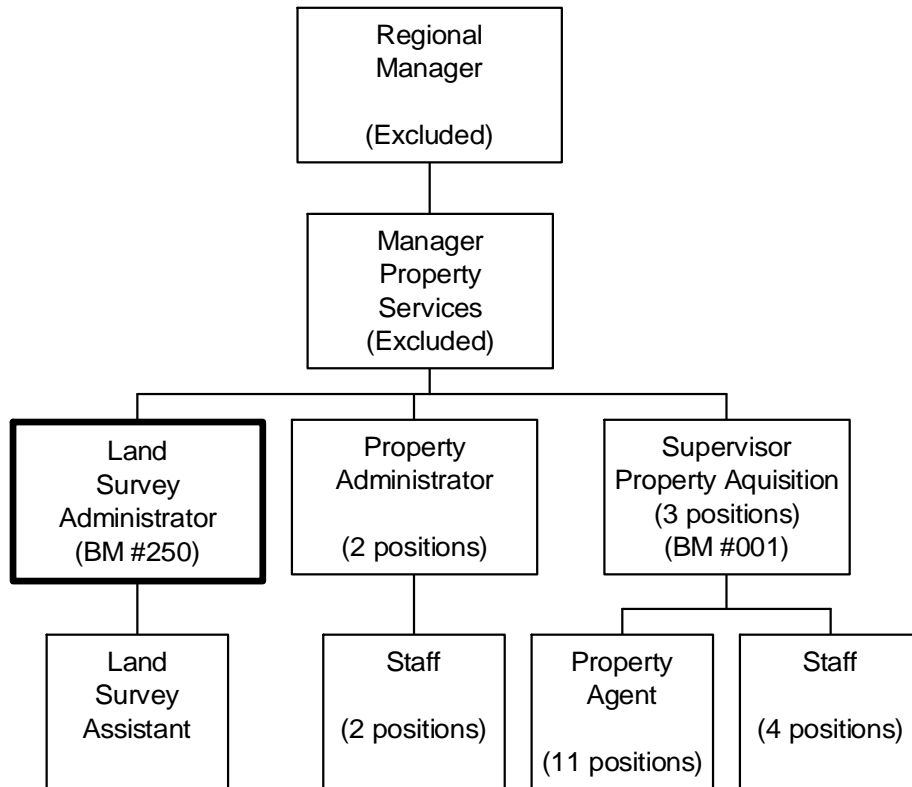 Regional
Manager
(Excluded)
Manager
Property
Services
(Excluded)
Land
Survey
Administrator
(BM #250)
Property
Administrator
(2 positions)
Supervisor
Property Aquisition
(3 positions)
(BM #001)
Land
Survey
Assistant
Staff
(2 positions)
Property
Agent
(11 positions)
Staff
(4 positions)